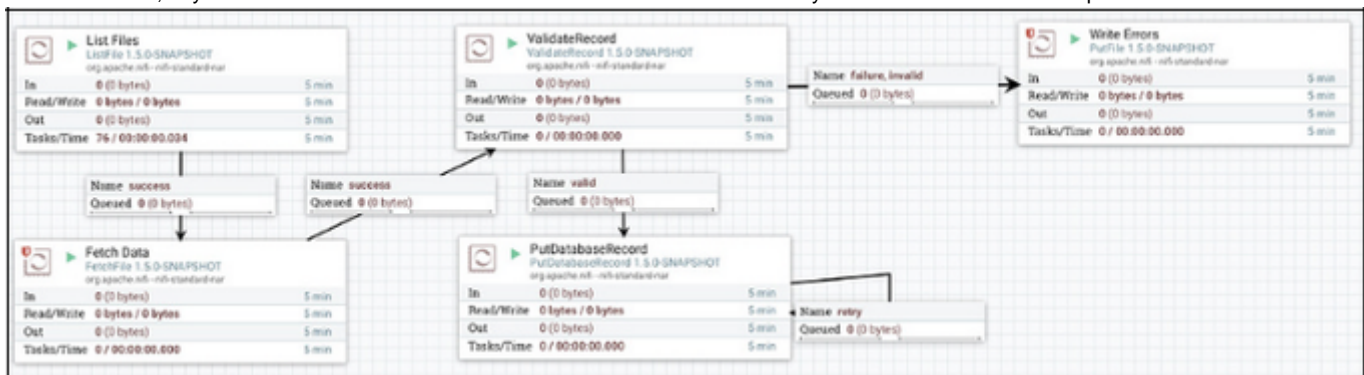 List Files
ListFile 1.5.0-SNAPSHOT
org.apache.nifi - nifi-standard-nar
In 0 (0 bytes) 5 min
Read/Write 0 bytes / 0 bytes 5 min
Out 0 (0 bytes) 5 min
Tasks/Time 76 / 00:00:00.034 5 min
Name success
Queued 0 (0 bytes)
Fetch Data
FetchFile 1.5.0-SNAPSHOT
org.apache.nifi - nifi-standard-nar
In 0 (0 bytes) 5 min
Read/Write 0 bytes / 0 bytes 5 min
Out 0 (0 bytes) 5 min
Tasks/Time 0 / 00:00:00.000 5 min
Name success
Queued 0 (0 bytes)
ValidateRecord
ValidateRecord 1.5.0-SNAPSHOT
org.apache.nifi - nifi-standard-nar
In 0 (0 bytes) 5 min
Read/Write 0 bytes / 0 bytes 5 min
Out 0 (0 bytes) 5 min
Tasks/Time 0 / 00:00:00.000 5 min
Name valid
Queued 0 (0 bytes)
PutDatabaseRecord
PutDatabaseRecord 1.5.0-SNAPSHOT
org.apache.nifi - nifi-standard-nar
In 0 (0 bytes) 5 min
Read/Write 0 bytes / 0 bytes 5 min
Out 0 (0 bytes) 5 min
Tasks/Time 0 / 00:00:00.000 5 min
Name retry
Queued 0 (0 bytes)
Name failure, invalid
Queued 0 (0 bytes)
Write Errors
PutFile 1.5.0-SNAPSHOT
org.apache.nifi - nifi-standard-nar
In 0 (0 bytes) 5 min
Read/Write 0 bytes / 0 bytes 5 min
Out 0 (0 bytes) 5 min
Tasks/Time 0 / 00:00:00.000 5 min